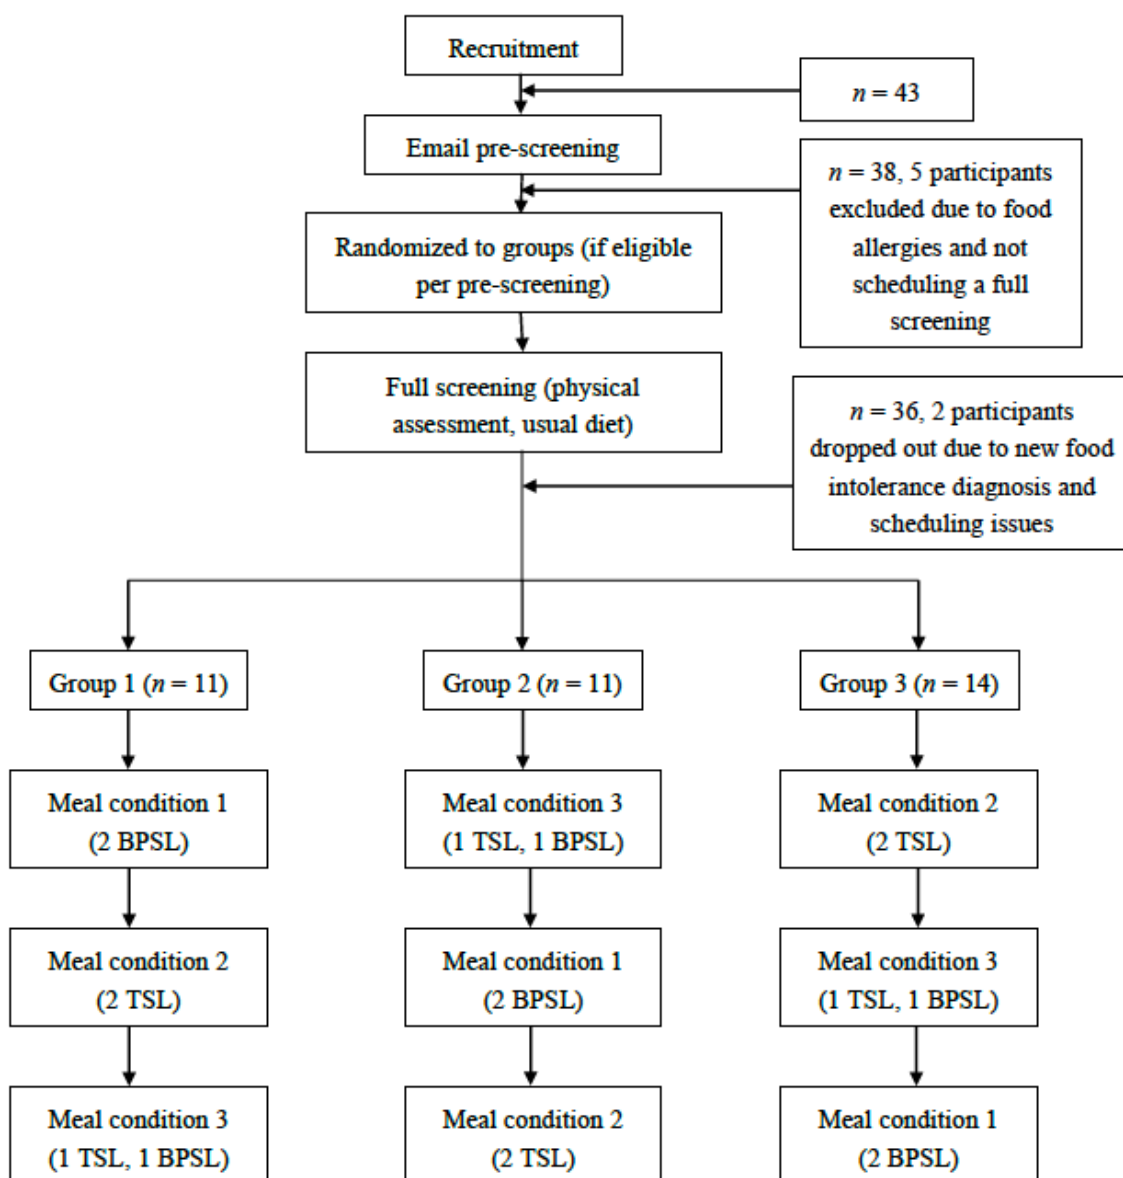 Recruitment
n = 43
Email pre-screening
n = 38, 5 participants
excluded due to food
allergies and not
scheduling a full
screening
Randomized to groups (if eligible
per pre-screening)
Full screening (physical
assessment, usual diet)
n = 36, 2 participants
dropped out due to new food
intolerance diagnosis and
scheduling issues
Group 1 (n = 11)
Group 2 (n = 11)
Group 3 (n = 14)
Meal condition 1
(2 BPSL)
Meal condition 3
(1 TSL, 1 BPSL)
Meal condition 2
(2 TSL)
Meal condition 2
(2 TSL)
Meal condition 1
(2 BPSL)
Meal condition 3
(1 TSL, 1 BPSL)
Meal condition 3
(1 TSL, 1 BPSL)
Meal condition 2
(2 TSL)
Meal condition 1
(2 BPSL)